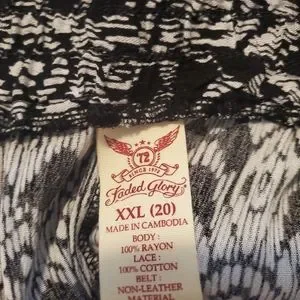 72
SINCE 1972
Faded Glory
XXL (20)
MADE IN CAMBODIA
BODY :
100% RAYON
LACE :
100% COTTON
BELT :
NON-LEATHER
MATERIAL